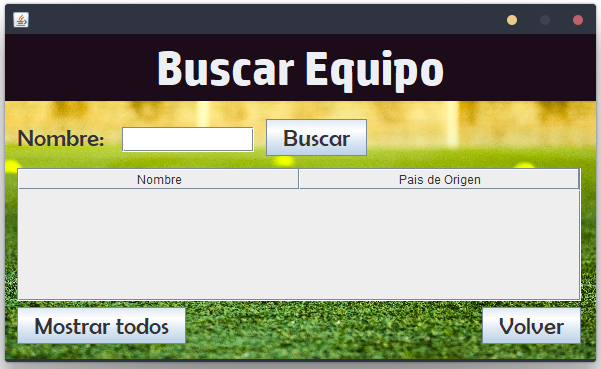 Buscar Equipo
Nombre: Buscar
Nombre Pais de Origen
Mostrar todos Volver